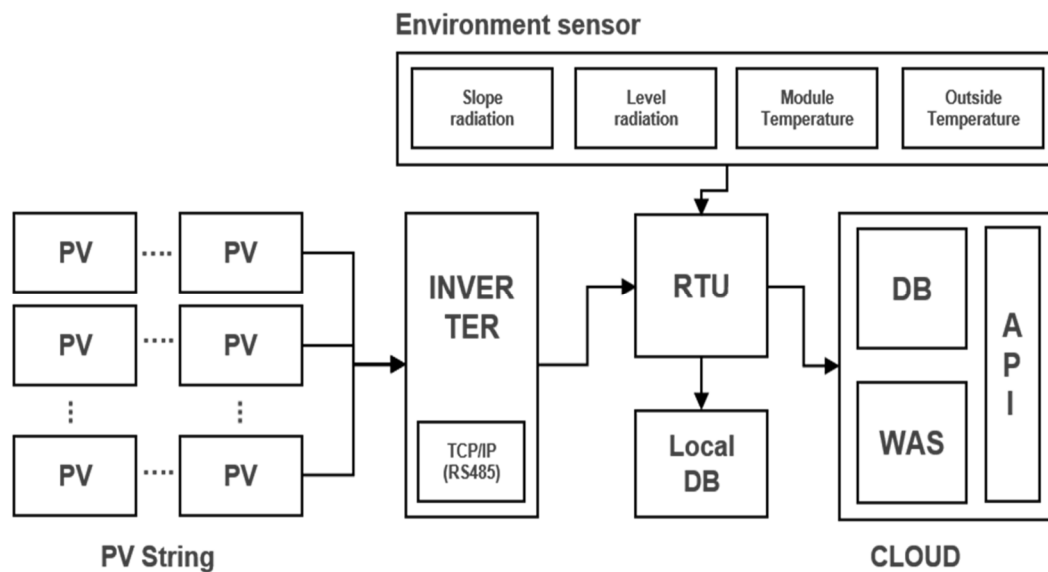 Environment sensor
Slope
radiation
Level
radiation
Module
Temperature
Outside
Temperature
PV
PV
INVER
TER
RTU
DB
API
PV
PV
PV
PV
TCP/IP
(RS485)
Local
DB
WAS
PV String
CLOUD